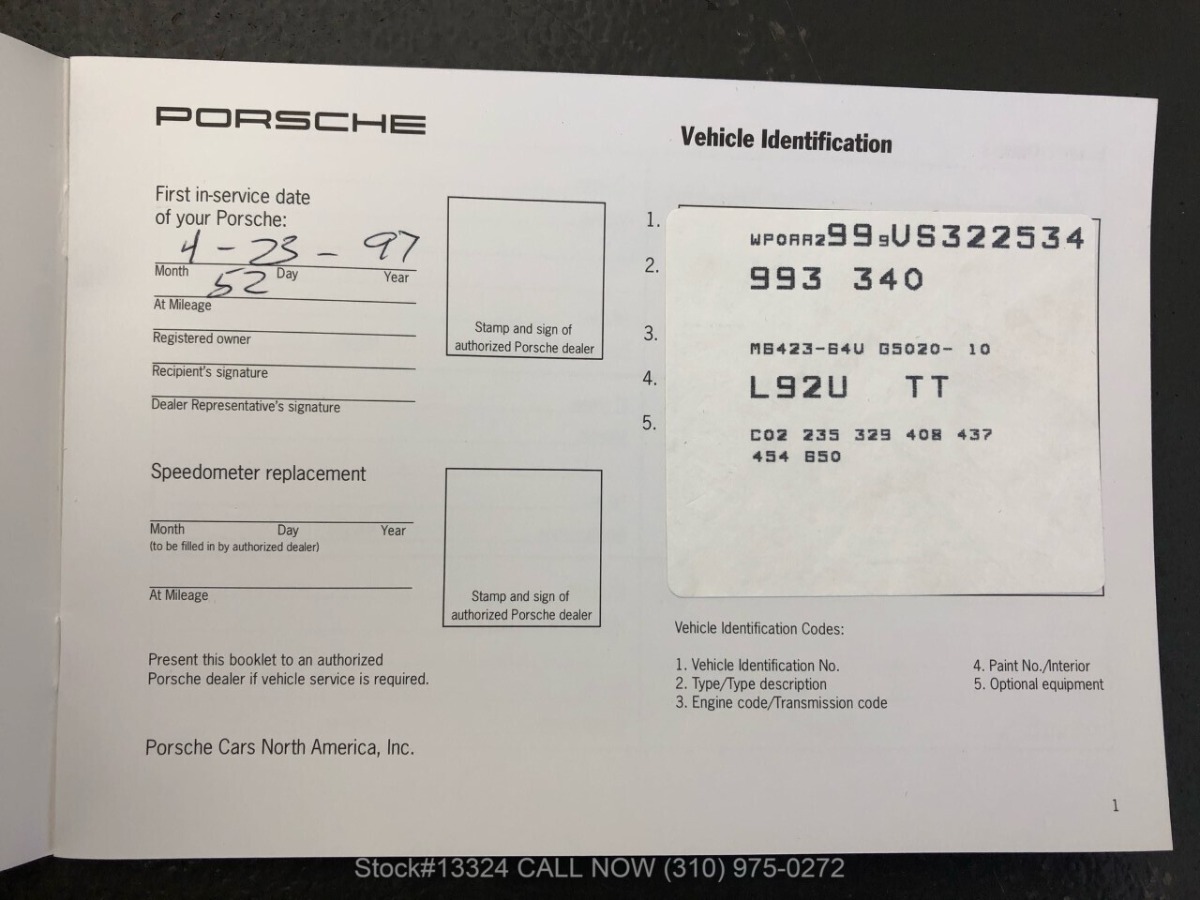 PORSCHE
First in-service date
of your Porsche:
4 - 23 - 97
Month Day Year
52
At Mileage
Registered owner
Recipient's signature
Dealer Representative's signature
Stamp and sign of
authorized Porsche dealer
Speedometer replacement
Month Day Year
(to be filled in by authorized dealer)
At Mileage
Stamp and sign of
authorized Porsche dealer
Present this booklet to an authorized
Porsche dealer if vehicle service is required.
Porsche Cars North America, Inc.
Vehicle Identification
1. WP0AA2999VS322534
2. 993 340
3. M6423-64V G5020- 10
4. L92U TT
5. C02 235 329 408 437
454 650
Vehicle Identification Codes:
1. Vehicle Identification No.
2. Type/Type description
3. Engine code/Transmission code
4. Paint No./Interior
5. Optional equipment
1
Stock#13324 CALL NOW (310) 975-0272